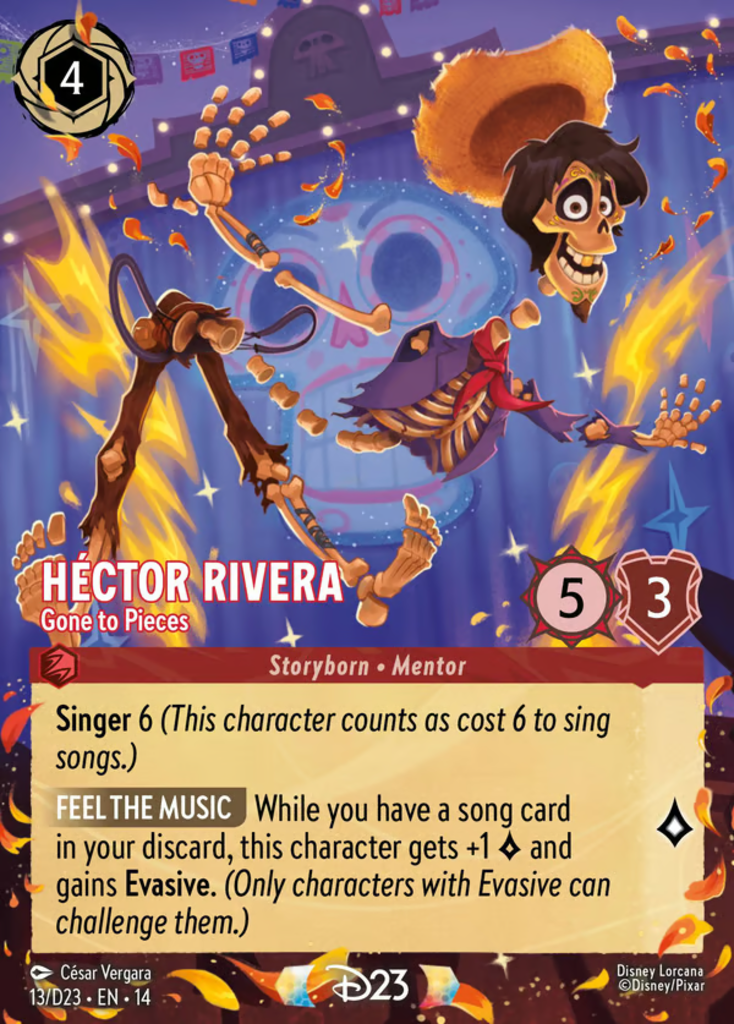 4
HÉCTOR RIVERA
Gone to Pieces
5
3
Storyborn • Mentor
Singer 6 (This character counts as cost 6 to sing
songs.)
FEEL THE MUSIC While you have a song card
in your discard, this character gets +1 and
gains Evasive. (Only characters with Evasive can
challenge them.)
César Vergara
13/D23 • EN • 14
D23
Disney Lorcana
©Disney/Pixar